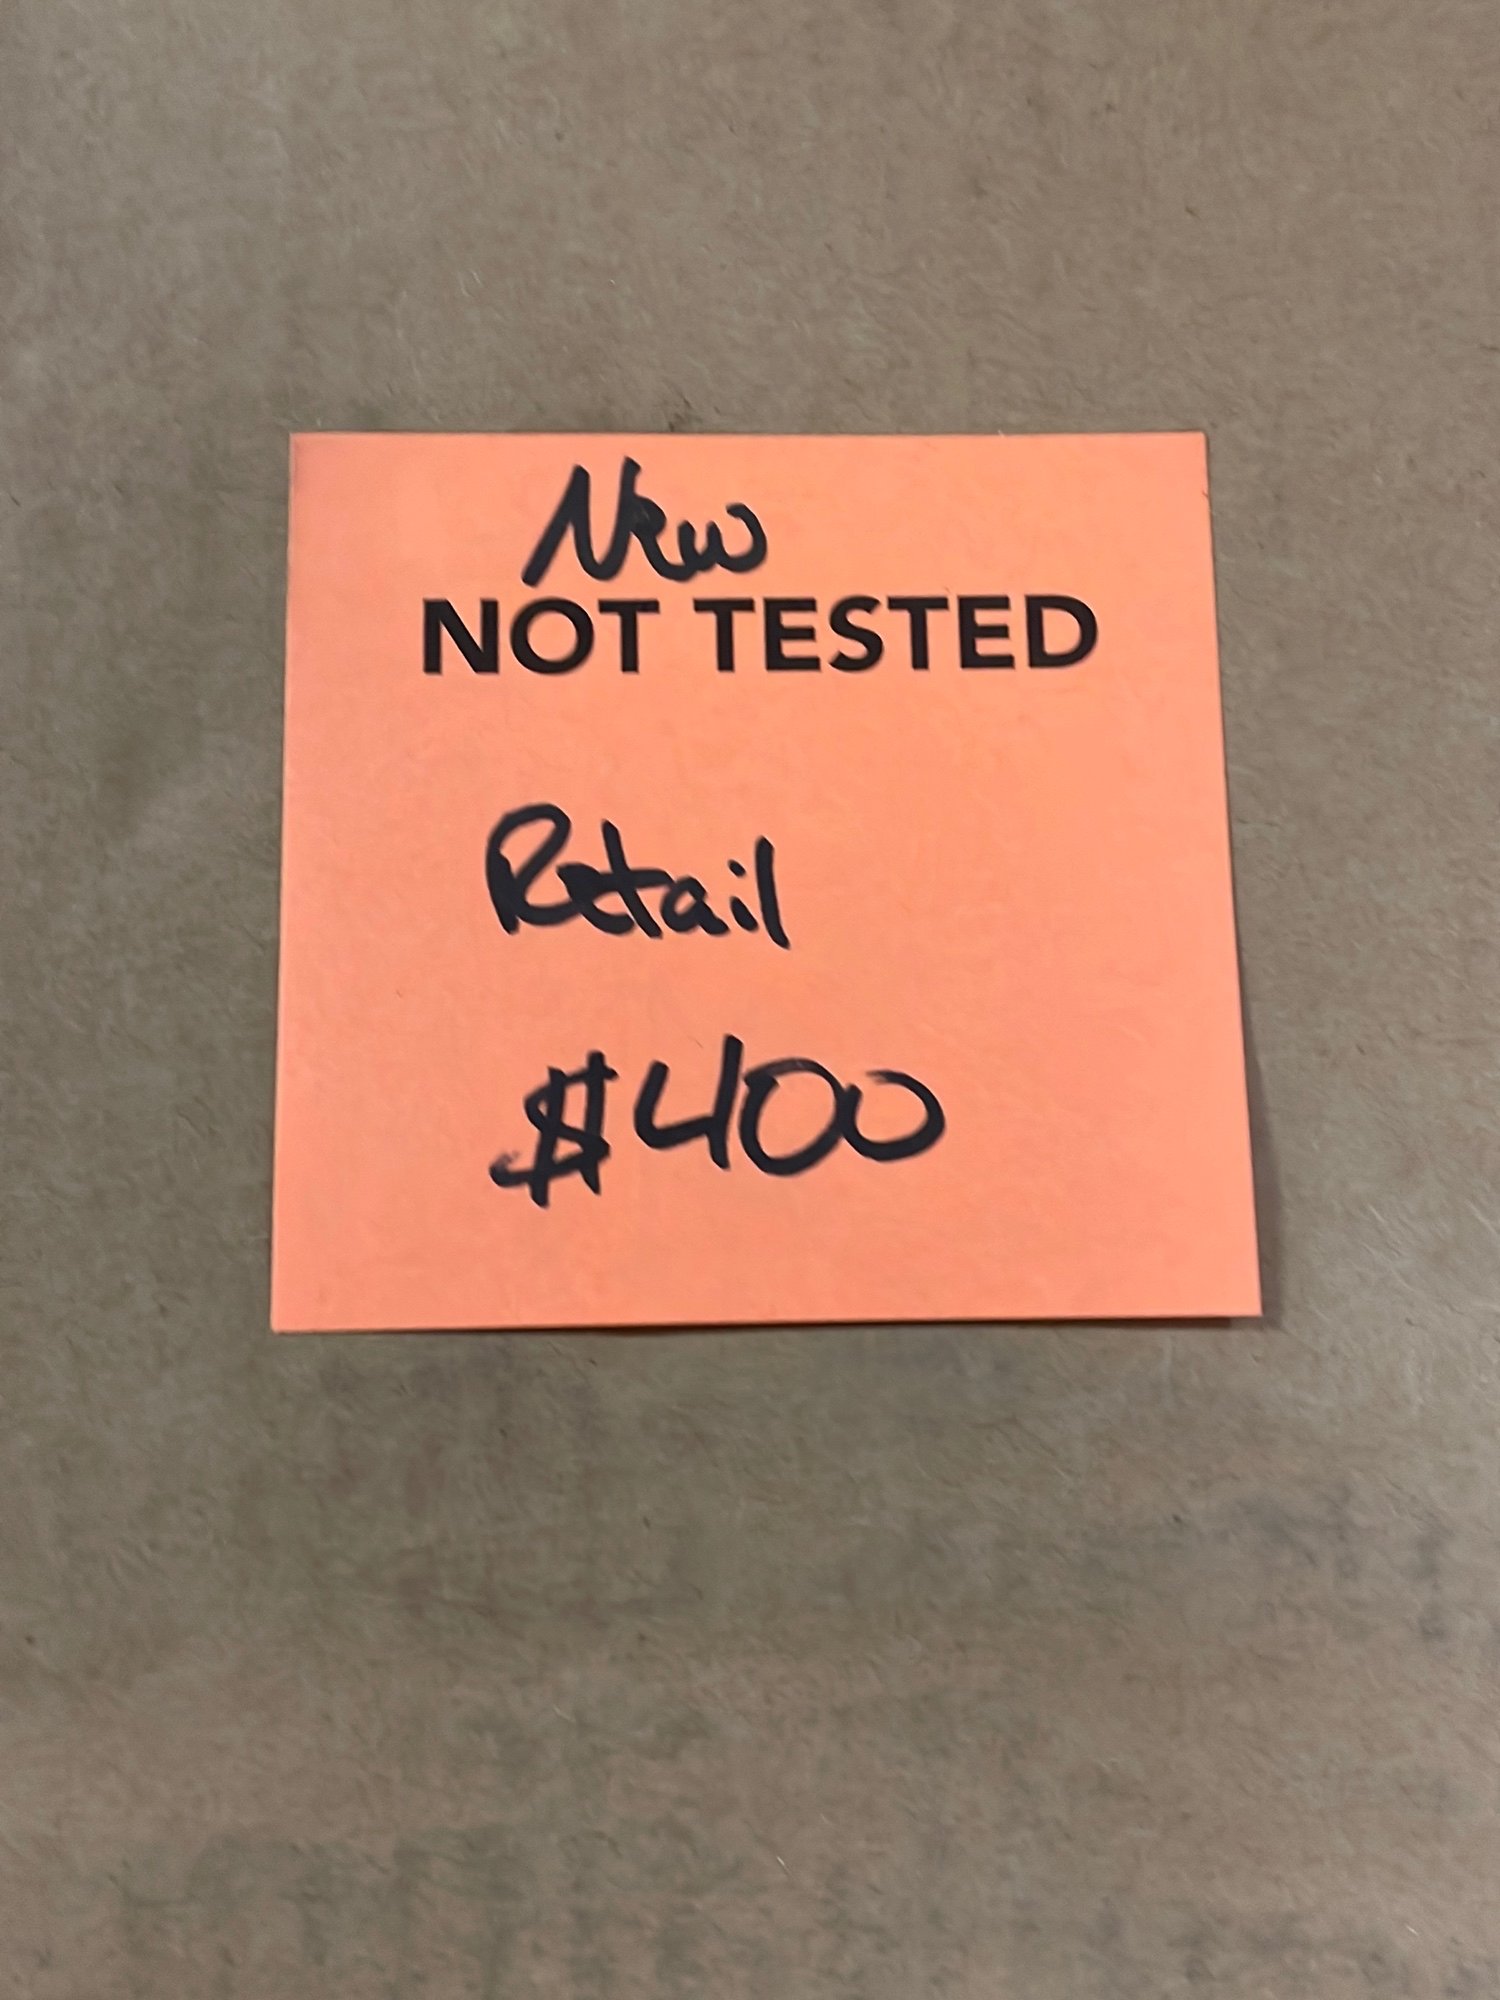 New
NOT TESTED
Retail
$400